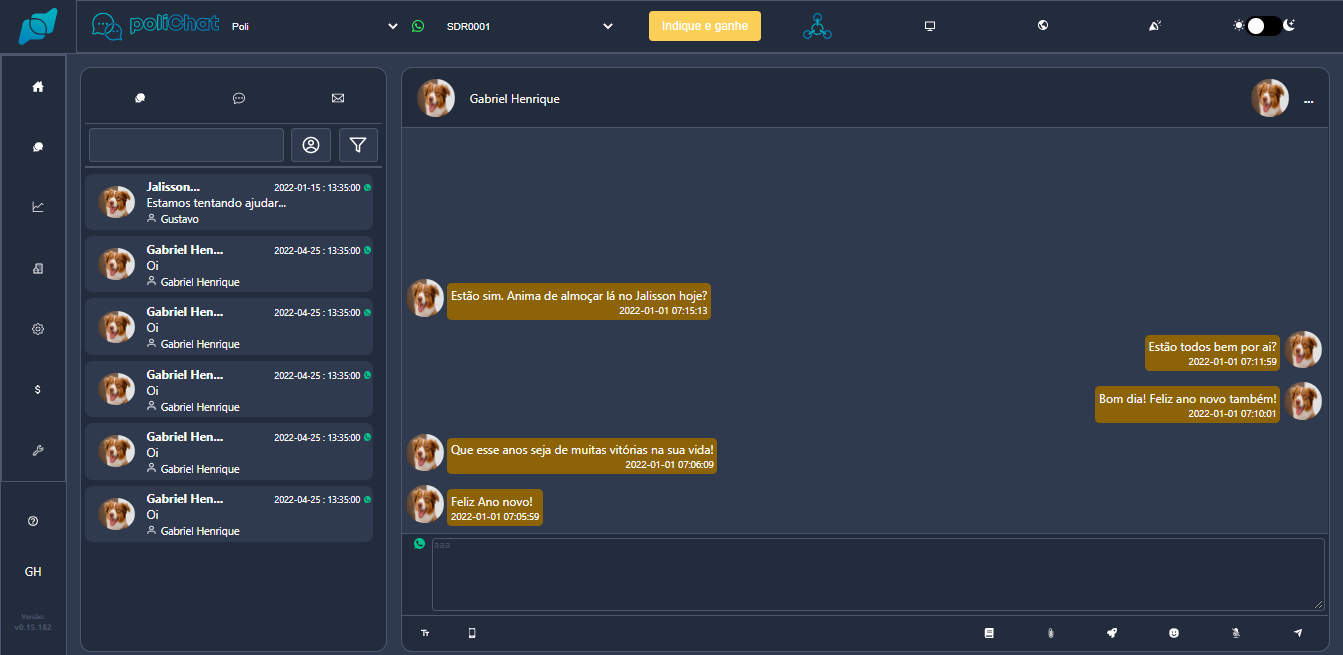 poliChat
Poli
SDR0001
Indique e ganhe
Jalisson...
2022-01-15 : 13:35:00
Estamos tentando ajudar...
Gustavo
Gabriel Hen...
2022-04-25 : 13:35:00
Oi
Gabriel Henrique
Gabriel Hen...
2022-04-25 : 13:35:00
Oi
Gabriel Henrique
Gabriel Hen...
2022-04-25 : 13:35:00
Oi
Gabriel Henrique
Gabriel Hen...
2022-04-25 : 13:35:00
Oi
Gabriel Henrique
Gabriel Hen...
2022-04-25 : 13:35:00
Oi
Gabriel Henrique
GH
Versão:
v0.15.182
Gabriel Henrique
...
Estão sim. Anima de almoçar lá no Jalisson hoje?
2022-01-01 07:15:13
Estão todos bem por ai?
2022-01-01 07:11:59
Bom dia! Feliz ano novo também!
2022-01-01 07:10:01
Que esse anos seja de muitas vitórias na sua vida!
2022-01-01 07:06:09
Feliz Ano novo!
2022-01-01 07:05:59
aaa